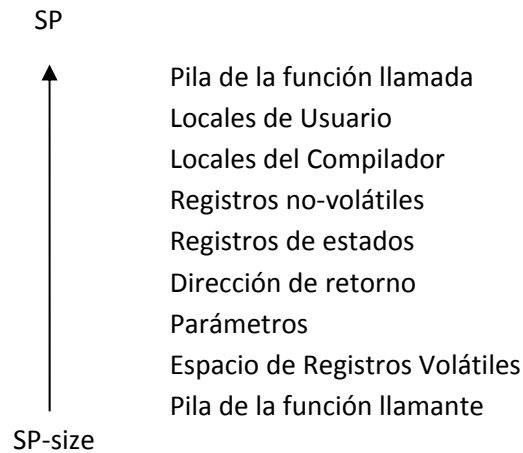 SP
Pila de la función llamada
Locales de Usuario
Locales del Compilador
Registros no-volátiles
Registros de estados
Dirección de retorno
Parámetros
Espacio de Registros Volátiles
Pila de la función llamante
SP-size